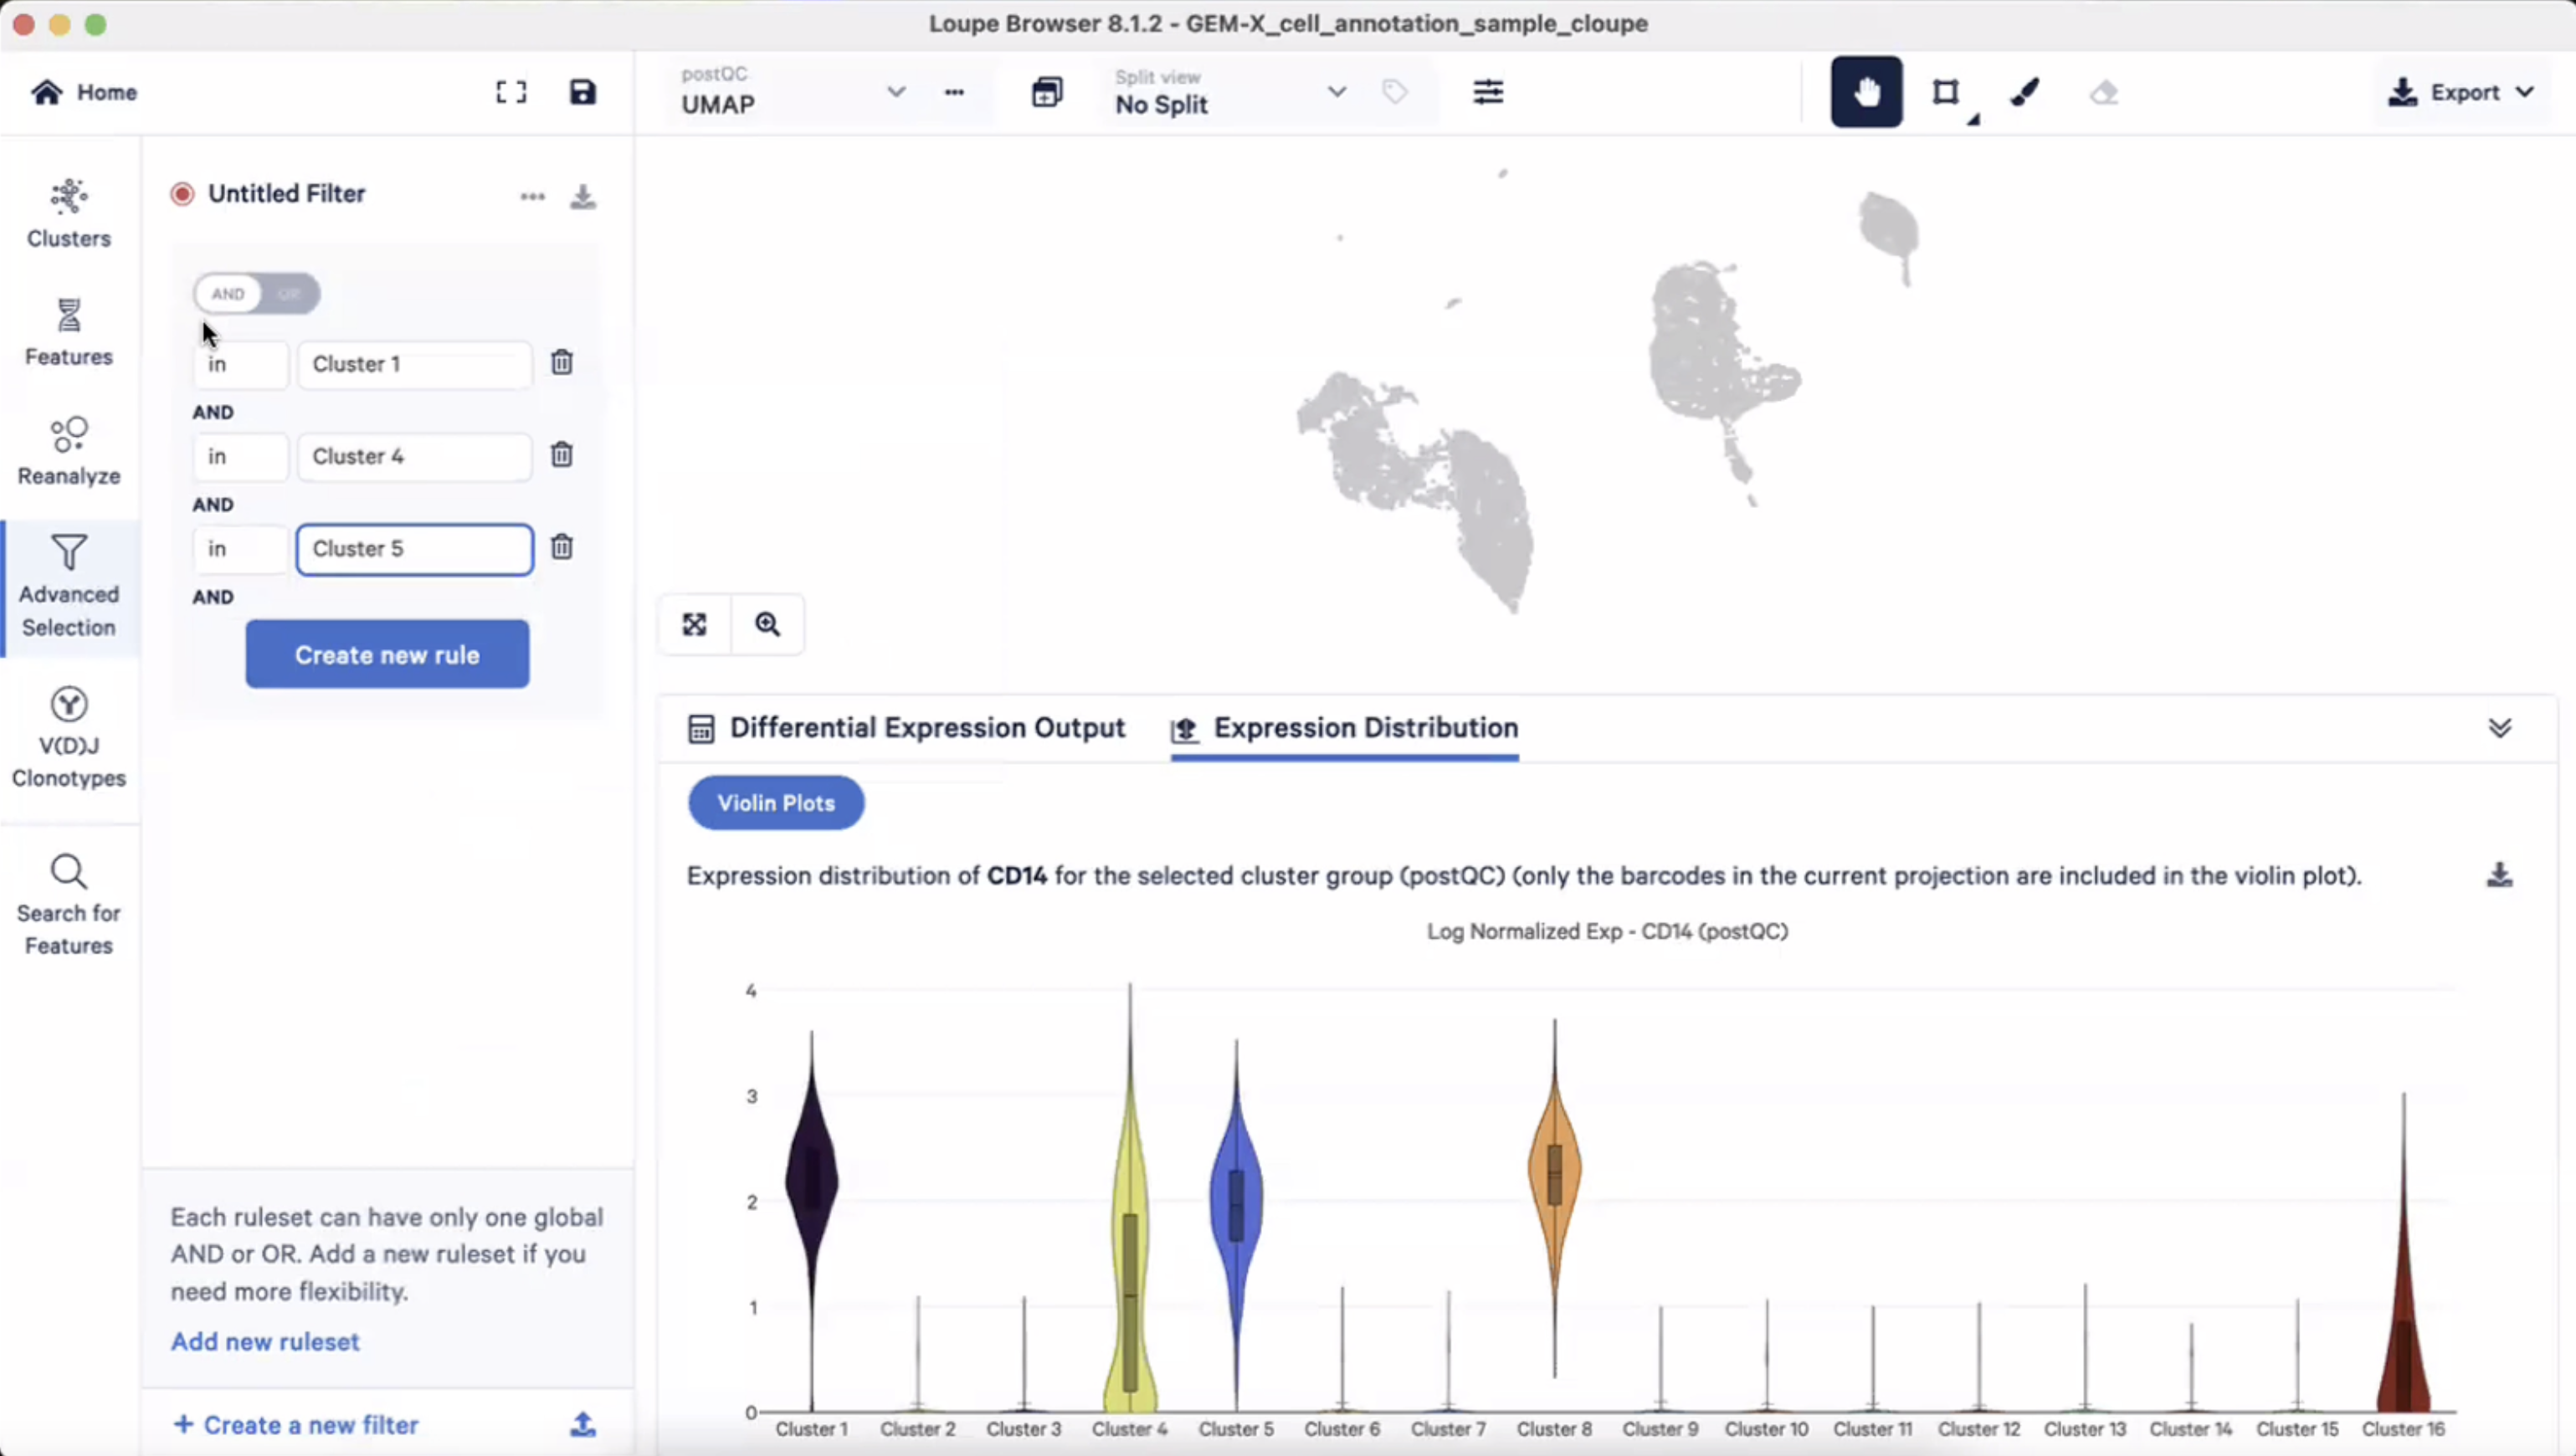 Loupe Browser 8.1.2 - GEM-X_cell_annotation_sample_cloupe
Home
postQC
UMAP
Split view
No Split
Export
Clusters
Features
Reanalyze
Advanced
Selection
V(D)J
Clonotypes
Search for
Features
Untitled Filter
AND OR
in Cluster 1
AND
in Cluster 4
AND
in Cluster 5
AND
Create new rule
Each ruleset can have only one global
AND or OR. Add a new ruleset if you
need more flexibility.
Add new ruleset
+ Create a new filter
Differential Expression Output Expression Distribution
Violin Plots
Expression distribution of CD14 for the selected cluster group (postQC) (only the barcodes in the current projection are included in the violin plot).
Log Normalized Exp - CD14 (postQC)
4
3
2
1
0
Cluster 1 Cluster 2 Cluster 3 Cluster 4 Cluster 5 Cluster 6 Cluster 7 Cluster 8 Cluster 9 Cluster 10 Cluster 11 Cluster 12 Cluster 13 Cluster 14 Cluster 15 Cluster 16